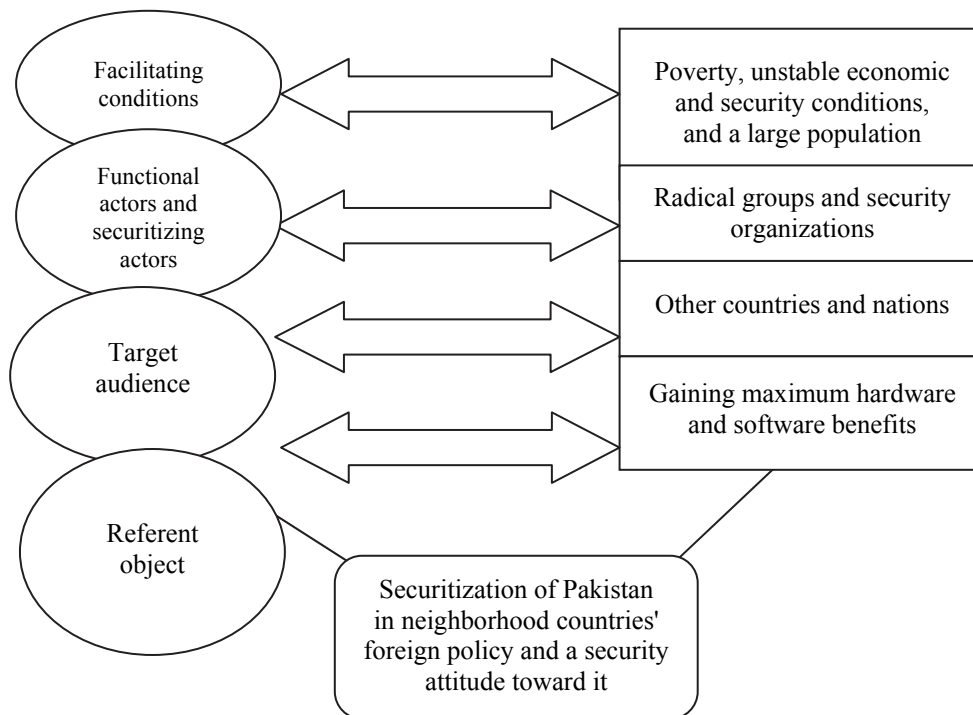 Facilitating
conditions
Poverty, unstable economic
and security conditions,
and a large population
Functional
actors and
securitizing
actors
Radical groups and security
organizations
Target
audience
Other countries and nations
Referent
object
Gaining maximum hardware
and software benefits
Securitization of Pakistan
in neighborhood countries'
foreign policy and a security
attitude toward it